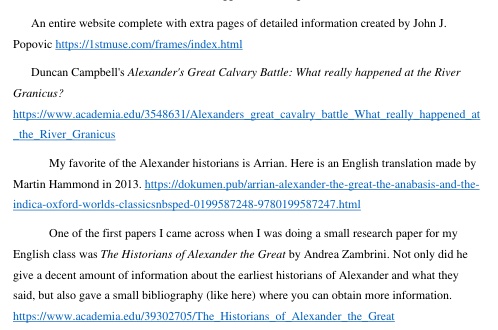 An entire website complete with extra pages of detailed information created by John J.
Popovic https://1stmuse.com/frames/index.html
Duncan Campbell's Alexander's Great Calvary Battle: What really happened at the River
Granicus?
https://www.academia.edu/3548631/Alexanders_great_cavalry_battle_What_really_happened_at
_the_River_Granicus
My favorite of the Alexander historians is Arrian. Here is an English translation made by
Martin Hammond in 2013. https://dokumen.pub/arrian-alexander-the-great-the-anabasis-and-the-
indica-oxford-worlds-classicsnbsped-0199587248-9780199587247.html
One of the first papers I came across when I was doing a small research paper for my
English class was The Historians of Alexander the Great by Andrea Zambrini. Not only did he
give a decent amount of information about the earliest historians of Alexander and what they
said, but also gave a small bibliography (like here) where you can obtain more information.
https://www.academia.edu/39302705/The_Historians_of_Alexander_the_Great